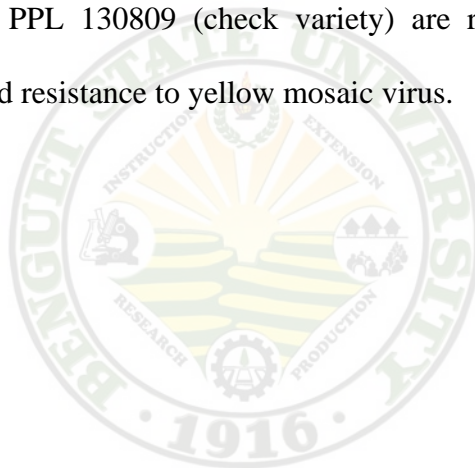 PPL 130809 (check variety) are r
d resistance to yellow mosaic virus.
BENGUET STATE UNIVERSITY
INSTRUCTION
EXTENSION
RESEARCH
PRODUCTION
· 1916 ·